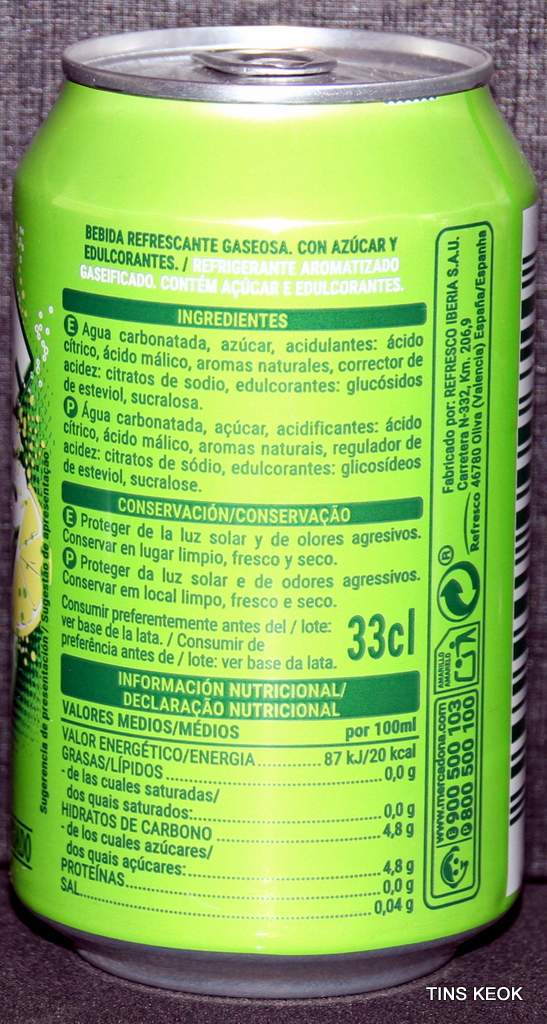 BEBIDA REFRESCANTE GASEOSA. CON AZÚCAR Y
EDULCORANTES. / REFRIGERANTE AROMATIZADO
GASEIFICADO. CONTÉM AÇÚCAR E EDULCORANTES.
INGREDIENTES
E Agua carbonatada, azúcar, acidulantes: ácido
cítrico, ácido málico, aromas naturales, corrector de
acidez: citratos de sodio, edulcorantes: glucósidos
de esteviol, sucralosa.
P Água carbonatada, açúcar, acidificantes: ácido
cítrico, ácido málico, aromas naturais, regulador de
acidez: citratos de sódio, edulcorantes: glicosídeos
de esteviol, sucralose.
CONSERVACIÓN/CONSERVAÇÃO
E Proteger de la luz solar y de olores agresivos.
Conservar en lugar limpio, fresco y seco.
P Proteger da luz solar e de odores agressivos.
Conservar em local limpo, fresco e seco.
Consumir preferentemente antes del / lote:
ver base de la lata. / Consumir de
preferência antes de / lote: ver base da lata.
33cl
INFORMACIÓN NUTRICIONAL/
DECLARAÇÃO NUTRICIONAL
VALORES MEDIOS/MÉDIOS por 100ml
VALOR ENERGÉTICO/ENERGIA 87 kJ/20 kcal
GRASAS/LÍPIDOS 0,0 g
- de las cuales saturadas/
dos quais saturados: 0,0 g
HIDRATOS DE CARBONO 4,8 g
- de los cuales azúcares/
dos quais açúcares: 4,8 g
PROTEÍNAS 0,0 g
SAL 0,04 g
Sugerencia de presentación / Sugestão de apresentação
Fabricado por: REFRESCO IBERIA S.A.U.
Carretera N-332, Km. 206,9
46780 Oliva (Valencia) España/Espanha
Refresco
®
AMARILLO
AMARELO
www.mercadona.com
E 900 500 103
P 800 500 100
TINS KEOK